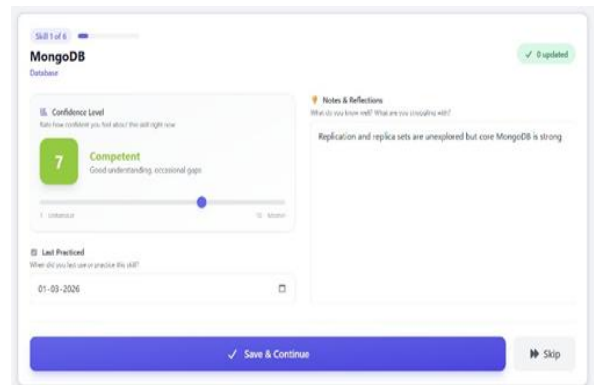 Skill 1 of 6
MongoDB
Database
✓ 0 updated
Confidence Level
Rate how confident you feel about this skill right now
7
Competent
Good understanding, occasional gaps
1
10
Last Practiced
When did you last use or practice this skill?
01-03-2026
Notes & Reflections
What do you know well? What are you struggling with?
Replication and replica sets are unexplored but core MongoDB is strong
✓ Save & Continue
Skip